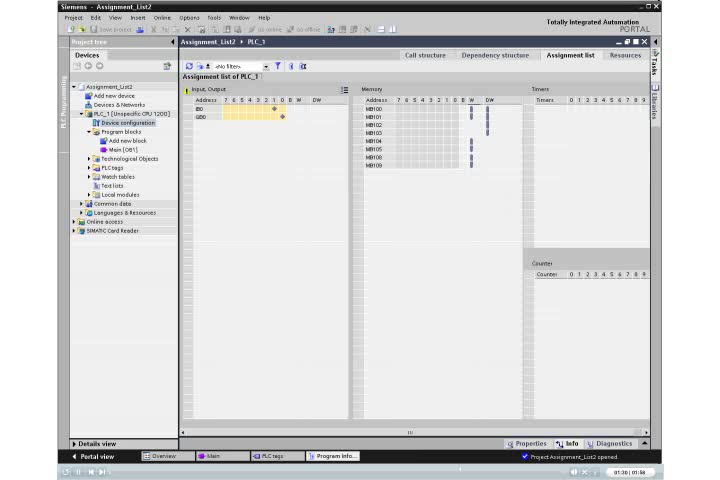 Siemens - Assignment_List2
Project Edit View Insert Online Options Tools Window Help
Totally Integrated Automation
PORTAL
Save project
Go online Go offline
Project tree
Assignment_List2 ▸ PLC_1
Devices
Call structure Dependency structure Assignment list Resources
<No filter>
Assignment list of PLC_1
Input, Output
Address 7 6 5 4 3 2 1 0 B W DW
IB0
QB0
Memory
Address 7 6 5 4 3 2 1 0 B W DW
MB100
MB101
MB102
MB103
MB104
MB105
MB108
MB109
Timers
Timers 0 1 2 3 4 5 6 7 8 9
Counter
Counter 0 1 2 3 4 5 6 7 8 9
Assignment_List2
Add new device
Devices & Networks
PLC_1 [Unspecific CPU 1200]
Device configuration
Program blocks
Add new block
Main [OB1]
Technological Objects
PLC tags
Watch tables
Text lists
Local modules
Common data
Languages & Resources
Online access
SIMATIC Card Reader
PLC Programming
Tasks
Libraries
Details view
Properties Info Diagnostics
Portal view
Overview
Main
PLC tags
Program info...
Project Assignment_List2 opened.
01:30 | 01:58